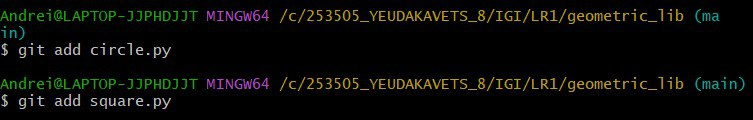 Andrei@LAPTOP-JJPHDJJT MINGW64 /c/253505_YEUDAKAVETS_8/IGI/LR1/geometric_lib (ma
in)
$ git add circle.py
Andrei@LAPTOP-JJPHDJJT MINGW64 /c/253505_YEUDAKAVETS_8/IGI/LR1/geometric_lib (main)
$ git add square.py